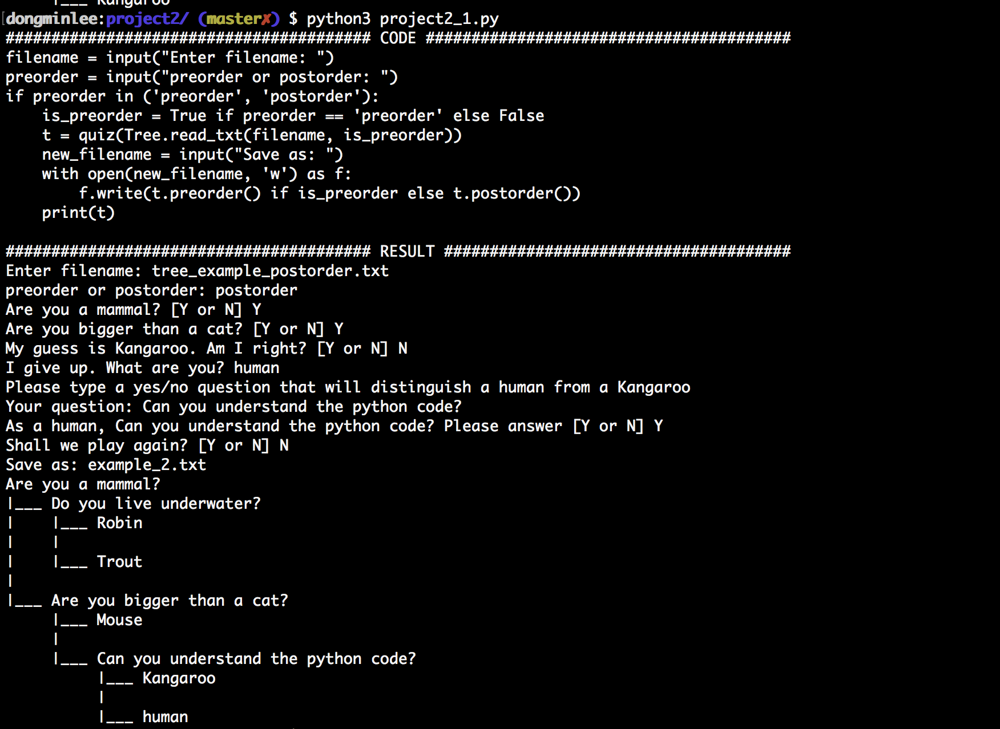 |___ Kangaroo
dongminlee:project2/ (master✗) $ python3 project2_1.py
######################################## CODE ########################################
filename = input("Enter filename: ")
preorder = input("preorder or postorder: ")
if preorder in ('preorder', 'postorder'):
    is_preorder = True if preorder == 'preorder' else False
    t = quiz(Tree.read_txt(filename, is_preorder))
    new_filename = input("Save as: ")
    with open(new_filename, 'w') as f:
        f.write(t.preorder() if is_preorder else t.postorder())
    print(t)
######################################## RESULT ######################################
Enter filename: tree_example_postorder.txt
preorder or postorder: postorder
Are you a mammal? [Y or N] Y
Are you bigger than a cat? [Y or N] Y
My guess is Kangaroo. Am I right? [Y or N] N
I give up. What are you? human
Please type a yes/no question that will distinguish a human from a Kangaroo
Your question: Can you understand the python code?
As a human, Can you understand the python code? Please answer [Y or N] Y
Shall we play again? [Y or N] N
Save as: example_2.txt
Are you a mammal?
|___ Do you live underwater?
|    |___ Robin
|    |
|    |___ Trout
|
|___ Are you bigger than a cat?
     |___ Mouse
     |
     |___ Can you understand the python code?
          |___ Kangaroo
          |
          |___ human